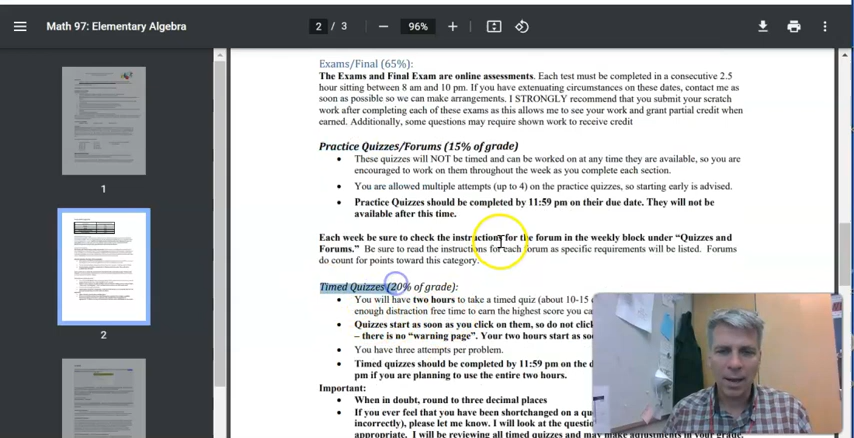 Math 97: Elementary Algebra
2 / 3
96%
1
2
Exams/Final (65%):
The Exams and Final Exam are online assessments. Each test must be completed in a consecutive 2.5
hour sitting between 8 am and 10 pm. If you have extenuating circumstances on these dates, contact me as
soon as possible so we can make arrangements. I STRONGLY recommend that you submit your scratch
work after completing each of these exams as this allows me to see your work and grant partial credit when
earned. Additionally, some questions may require shown work to receive credit
Practice Quizzes/Forums (15% of grade)
• These quizzes will NOT be timed and can be worked on at any time they are available, so you are
encouraged to work on them throughout the week as you complete each section.
• You are allowed multiple attempts (up to 4) on the practice quizzes, so starting early is advised.
• Practice Quizzes should be completed by 11:59 pm on their due date. They will not be
available after this time.
Each week be sure to check the instructions for the forum in the weekly block under “Quizzes and
Forums.” Be sure to read the instructions for each forum as specific requirements will be listed. Forums
do count for points toward this category.
Timed Quizzes (20% of grade):
• You will have two hours to take a timed quiz (about 10-15
enough distraction free time to earn the highest score you ca
• Quizzes start as soon as you click on them, so do not clic
– there is no “warning page”. Your two hours start as so
• You have three attempts per problem.
• Timed quizzes should be completed by 11:59 pm on the d
pm if you are planning to use the entire two hours.
Important:
• When in doubt, round to three decimal places
• If you ever feel that you have been shortchanged on a qu
incorrectly), please let me know. I will look at the questio
appropriate. I will be reviewing all timed quizzes and may make adjustments in your grade.